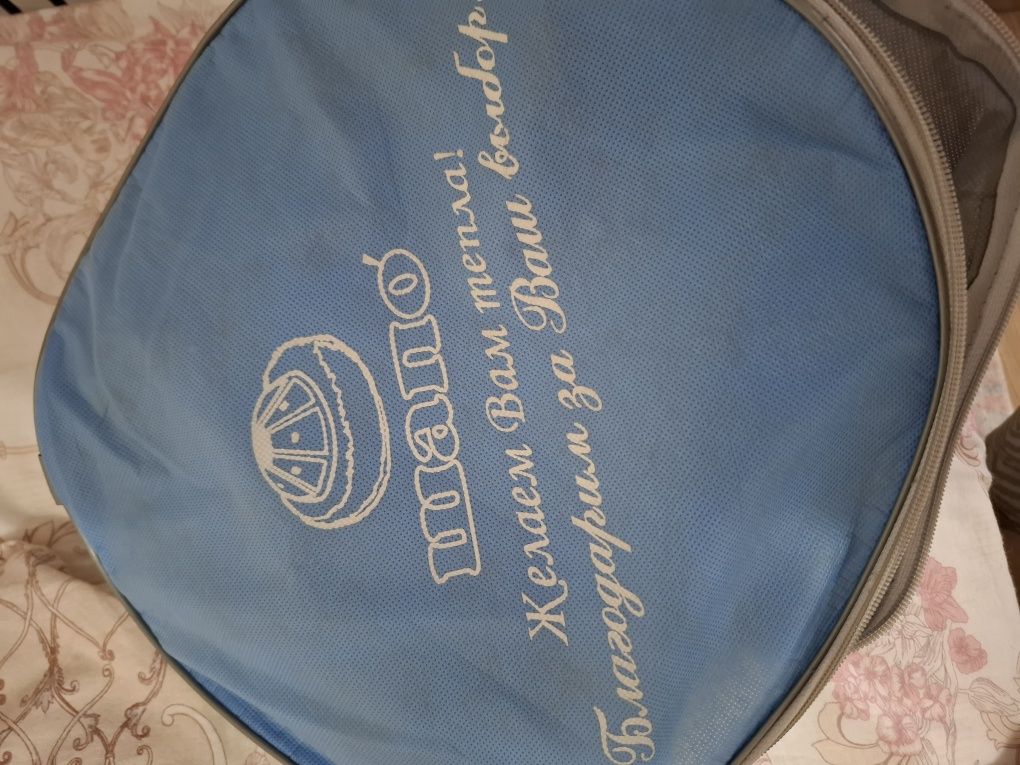 шапо́
Желаем Вам тепла!
Благодарим за Ваш выбор